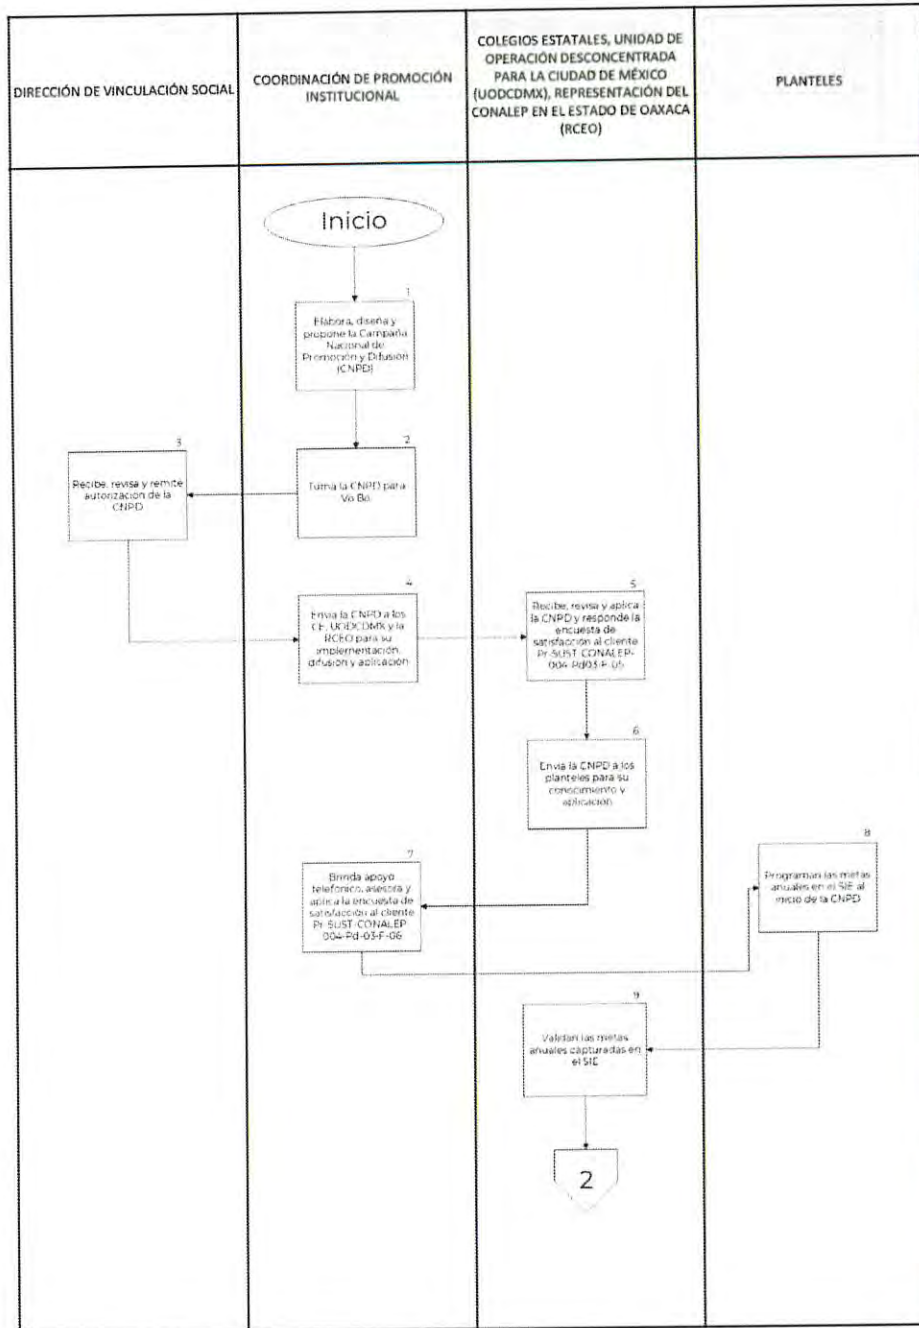 DIRECCIÓN DE VINCULACIÓN SOCIAL
COORDINACIÓN DE PROMOCIÓN
INSTITUCIONAL
COLEGIOS ESTATALES, UNIDAD DE
OPERACIÓN DESCONCENTRADA
PARA LA CIUDAD DE MÉXICO
(UODCDMX), REPRESENTACIÓN DEL
CONALEP EN EL ESTADO DE OAXACA
(RCEO)
PLANTELES
Inicio
1
Elabora, diseña y
propone la Campaña
Nacional de
Promoción y Difusión
(CNPD)
2
Turna la CNPD para
Vo Bo
3
Recibe, revisa y remite
autorización de la
CNPD
4
Envía la CNPD a los
CE, UODCDMX y la
RCEO para su
implementación,
difusión y aplicación
5
Recibe, revisa y aplica
la CNPD y responde la
encuesta de
satisfacción al cliente
Pr-SUST-CONALEP-
004-Pd03-F-05
6
Envía la CNPD a los
planteles para su
conocimiento y
aplicación
7
Brinda apoyo
telefónico, asesora y
aplica la encuesta de
satisfacción al cliente
Pr-SUST-CONALEP
004-Pd-03-F-06
8
Programan las metas
anuales en el SIE al
inicio de la CNPD
9
Validan las metas
anuales capturadas en
el SIE
2